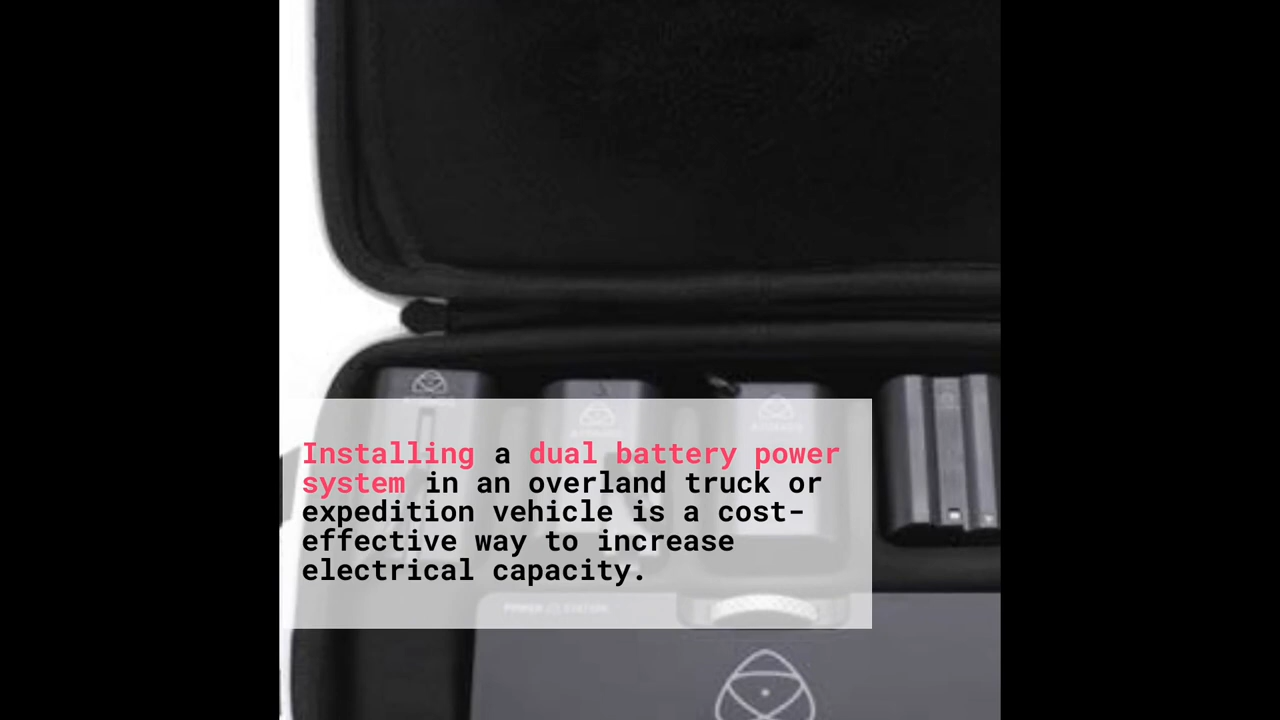 Installing a dual battery power
system in an overland truck or
expedition vehicle is a cost-
effective way to increase
electrical capacity.